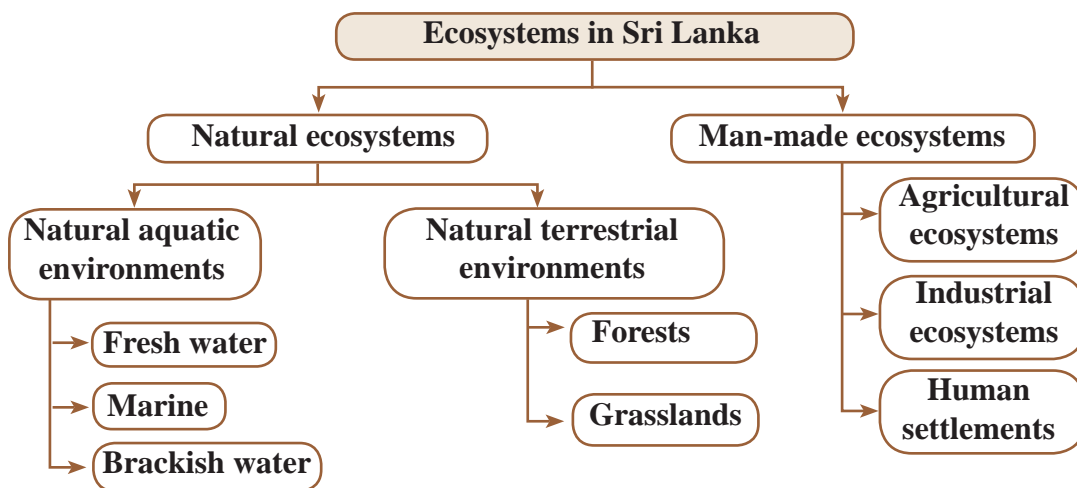 Ecosystems in Sri Lanka
Natural ecosystems
Man-made ecosystems
Natural aquatic
environments
Fresh water
Marine
Brackish water
Natural terrestrial
environments
Forests
Grasslands
Agricultural
ecosystems
Industrial
ecosystems
Human
settlements